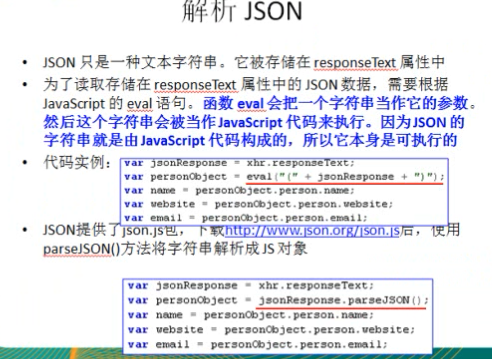 解析 JSON
• JSON 只是一种文本字符串。它被存储在 responseText 属性中
• 为了读取存储在 responseText 属性中的 JSON 数据，需要根据
JavaScript 的 eval 语句。函数 eval 会把一个字符串当作它的参数。
然后这个字符串会被当作 JavaScript 代码来执行。因为 JSON 的
字符串就是由 JavaScript 代码构成的，所以它本身是可执行的
• 代码实例：
var jsonResponse = xhr.responseText;
var personObject = eval("(" + jsonResponse + ")");
var name = personObject.person.name;
var website = personObject.person.website;
var email = personObject.person.email;
• JSON提供了json.js包，下载http://www.json.org/json.js后，使用
parseJSON()方法将字符串解析成 JS 对象
var jsonResponse = xhr.responseText;
var personObject = jsonResponse.parseJSON();
var name = personObject.person.name;
var website = personObject.person.website;
var email = personObject.person.email;